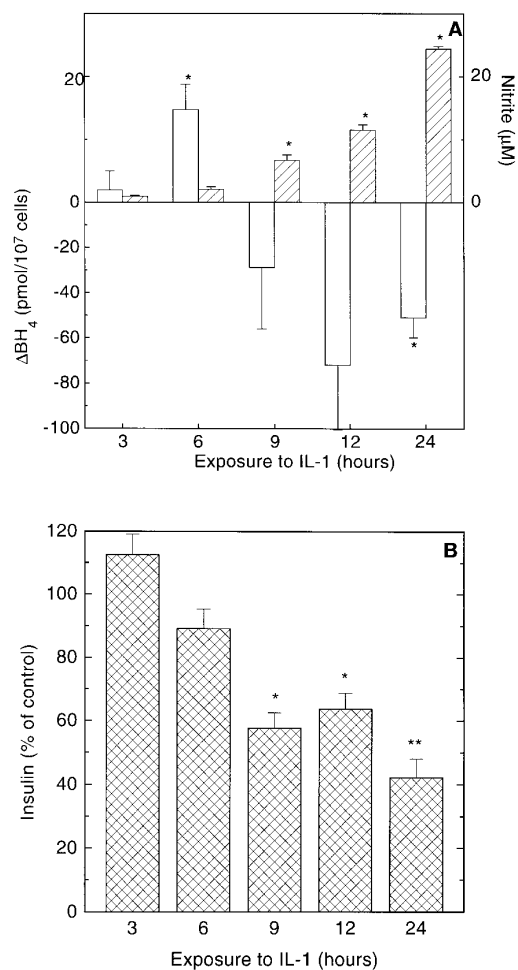 A
*
*
*
*
20
20
0
0
-20
-40
-60
-80
-100
*
ΔBH₄ (pmol/10⁷ cells)
Nitrite (μM)
3 6 9 12 24
Exposure to IL-1 (hours)
B
120
100
80
60
40
20
0
*
*
**
Insulin (% of control)
3 6 9 12 24
Exposure to IL-1 (hours)